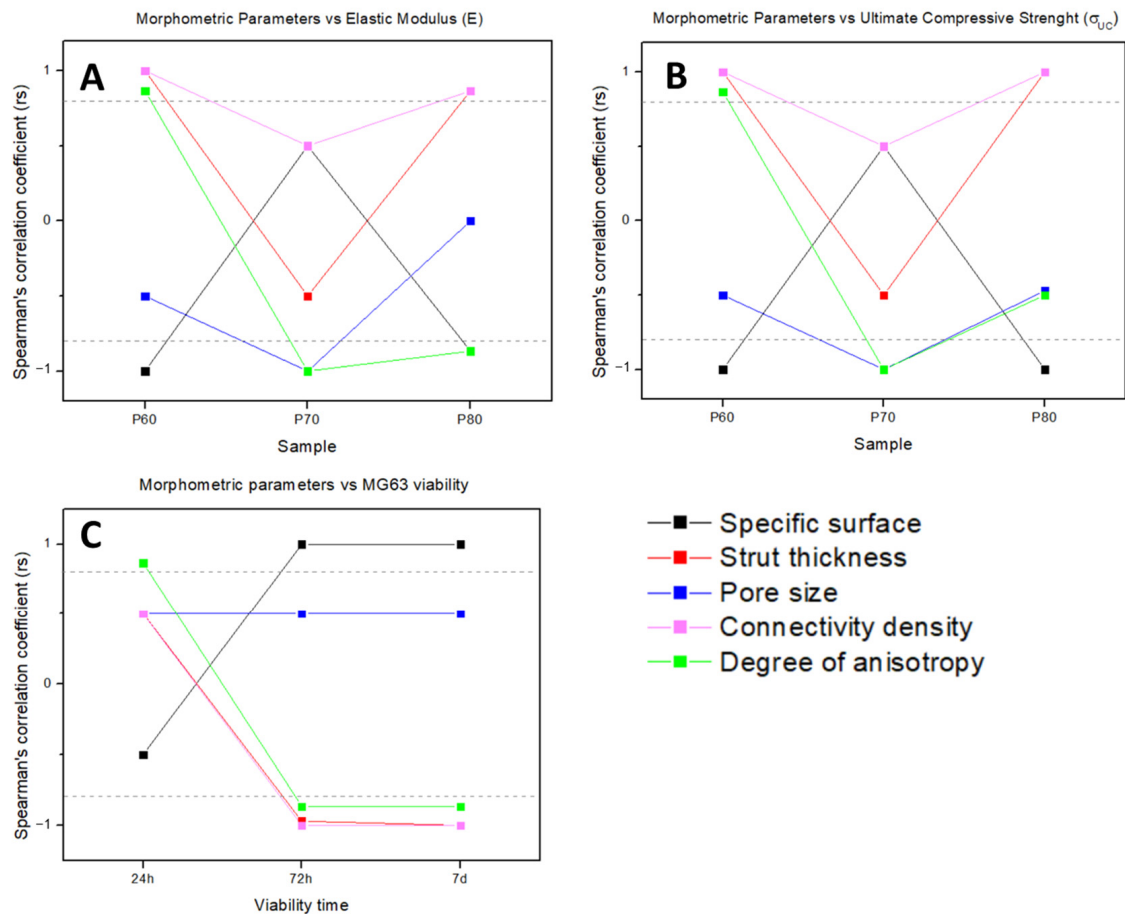 Morphometric Parameters vs Elastic Modulus (E)
A
Spearman's correlation coefficient (rs)
1
0
−1
P60 P70 P80
Sample
Morphometric Parameters vs Ultimate Compressive Strenght (σUC)
B
Spearman's correlation coefficient (rs)
1
0
−1
P60 P70 P80
Sample
Morphometric parameters vs MG63 viability
C
Spearman's correlation coefficient (rs)
1
0
−1
24h 72h 7d
Viability time
Specific surface
Strut thickness
Pore size
Connectivity density
Degree of anisotropy